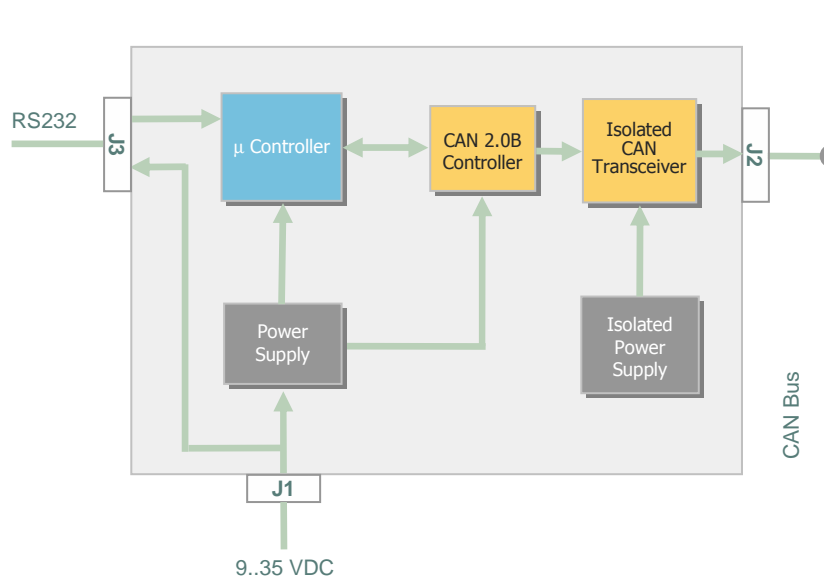 RS232
J3
μ Controller
CAN 2.0B
Controller
Isolated
CAN
Transceiver
J2
Power
Supply
Isolated
Power
Supply
CAN Bus
J1
9..35 VDC